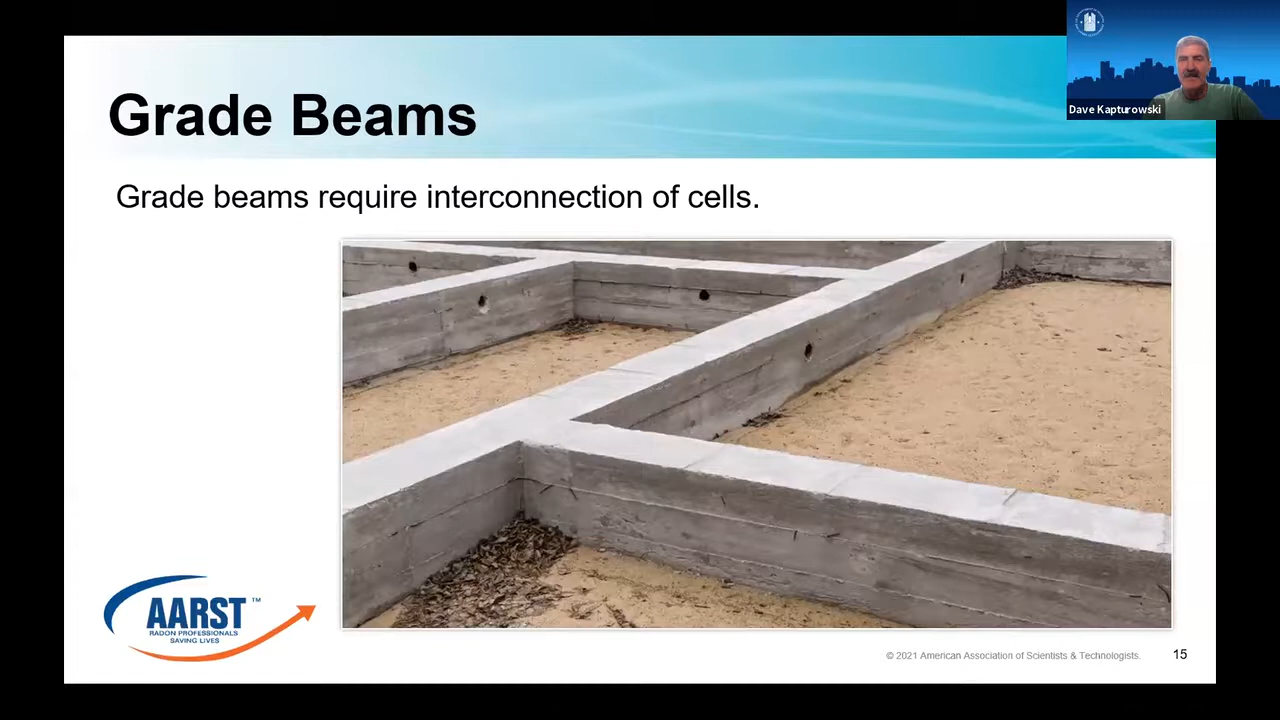 Grade Beams
Dave Kapturowski
Grade beams require interconnection of cells.
AARST™
RADON PROFESSIONALS
SAVING LIVES
© 2021 American Association of Scientists & Technologists.
15